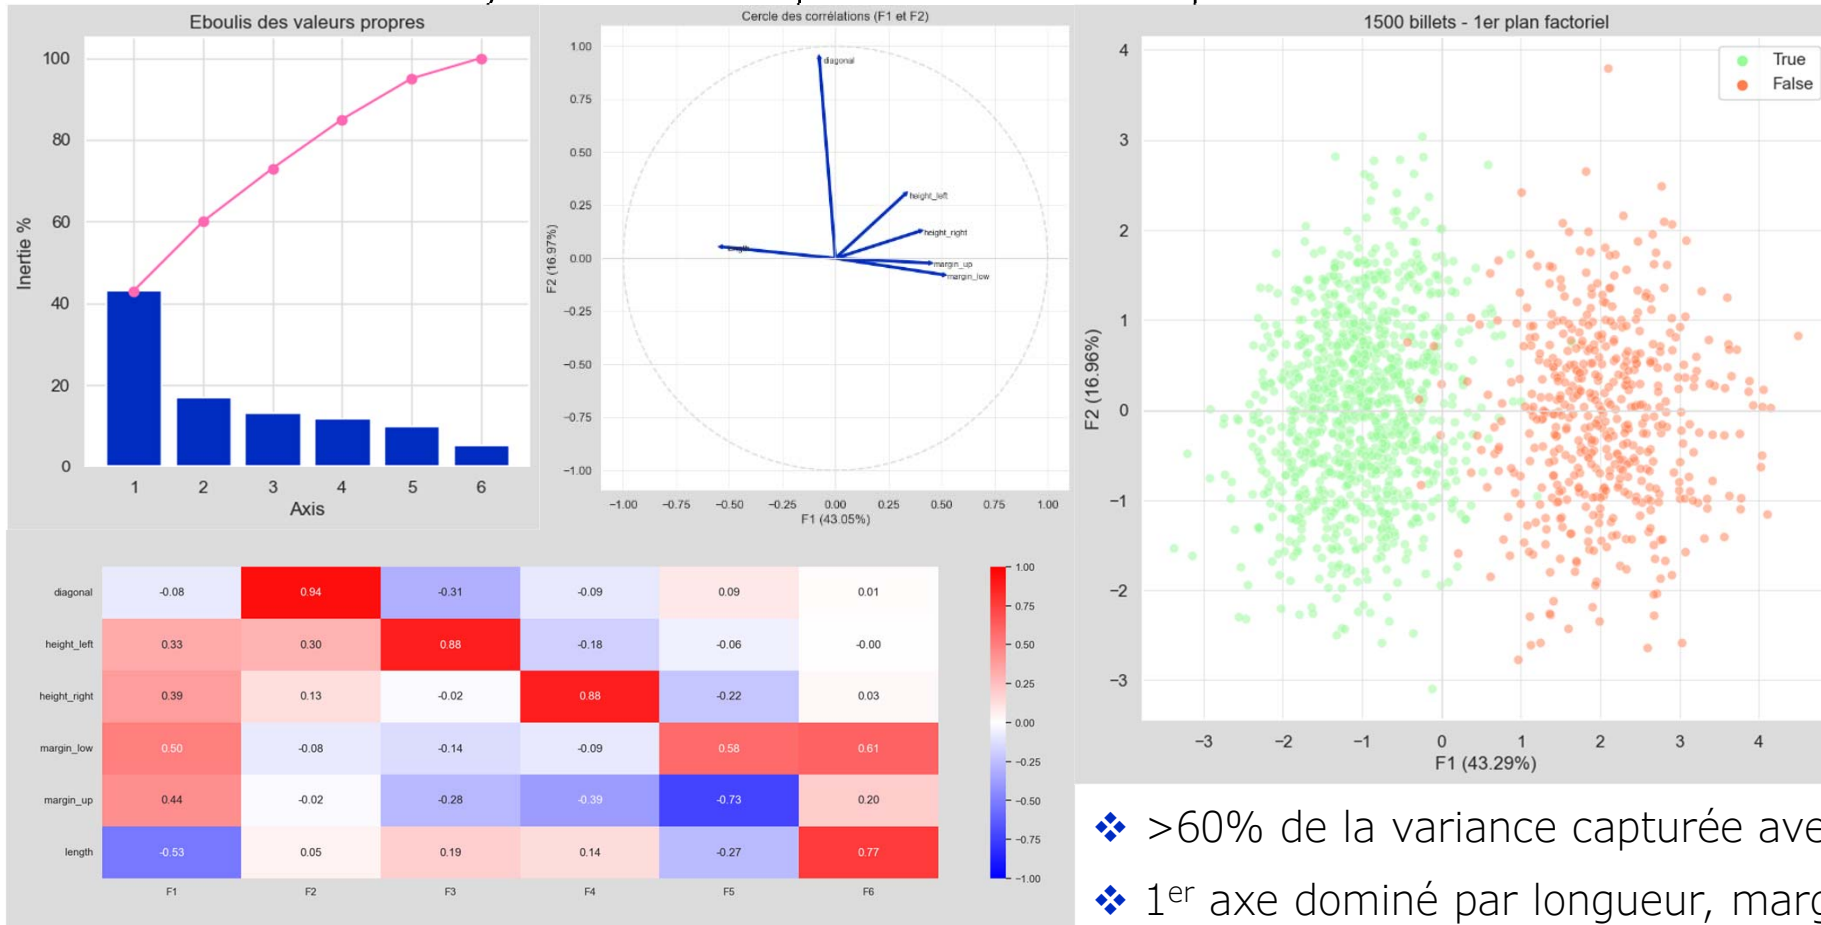 Eboulis des valeurs propres
100
80
60
40
20
0
Inertie %
1 2 3 4 5 6
Axis
Cercle des corrélations (F1 et F2)
1.00
0.75
0.50
0.25
0.00
−0.25
−0.50
−0.75
−1.00
F2 (16.97%)
diagonal
height_left
height_right
length
margin_up
margin_low
−1.00 −0.75 −0.50 −0.25 0.00 0.25 0.50 0.75 1.00
F1 (43.05%)
1500 billets - 1er plan factoriel
True
False
4
3
2
1
0
−1
−2
−3
F2 (16.96%)
−3 −2 −1 0 1 2 3 4
F1 (43.29%)
diagonal -0.08 0.94 -0.31 -0.09 0.09 0.01
height_left 0.33 0.30 0.88 -0.18 -0.06 -0.00
height_right 0.39 0.13 -0.02 0.88 -0.22 0.03
margin_low 0.50 -0.08 -0.14 -0.09 0.58 0.61
margin_up 0.44 -0.02 -0.28 -0.39 -0.73 0.20
length -0.53 0.05 0.19 0.14 -0.27 0.77
F1 F2 F3 F4 F5 F6
1.00
0.75
0.50
0.25
0.00
−0.25
−0.50
−0.75
−1.00
❖ >60% de la variance capturée
❖ 1er axe dominé par longueur,